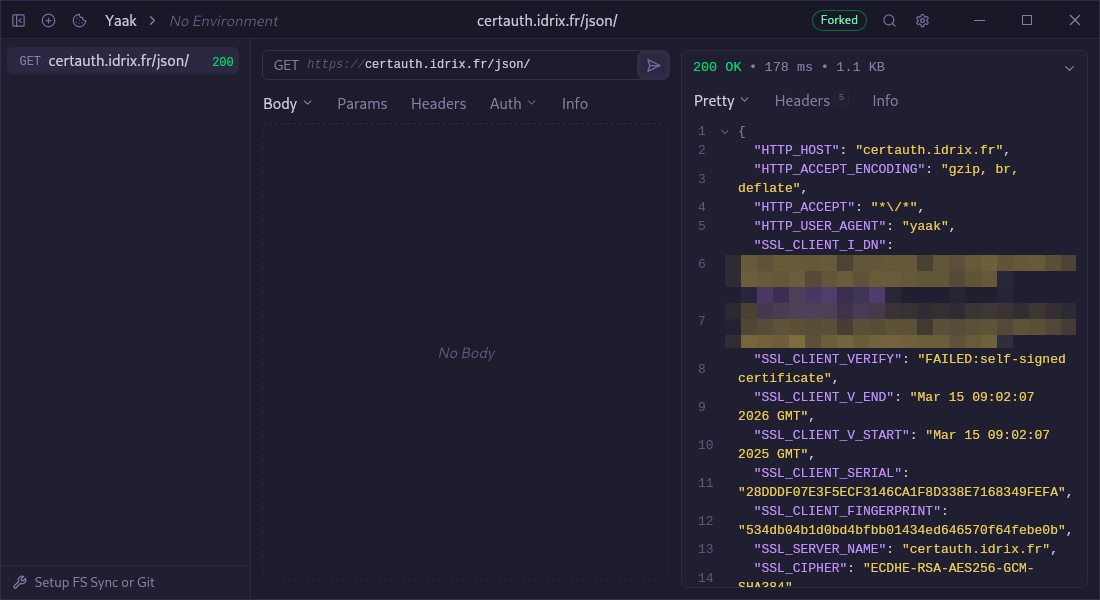 Yaak > No Environment
certauth.idrix.fr/json/
Forked
GET certauth.idrix.fr/json/ 200
Setup FS Sync or Git
GET https://certauth.idrix.fr/json/
Body Params Headers Auth Info
No Body
200 OK • 178 ms • 1.1 KB
Pretty Headers 5 Info
1 {
2 "HTTP_HOST": "certauth.idrix.fr",
3 "HTTP_ACCEPT_ENCODING": "gzip, br,
deflate",
4 "HTTP_ACCEPT": "*\/*",
5 "HTTP_USER_AGENT": "yaak",
6 "SSL_CLIENT_I_DN":
7
8 "SSL_CLIENT_VERIFY": "FAILED:self-signed
certificate",
9 "SSL_CLIENT_V_END": "Mar 15 09:02:07
2026 GMT",
10 "SSL_CLIENT_V_START": "Mar 15 09:02:07
2025 GMT",
11 "SSL_CLIENT_SERIAL":
"28DDDF07E3F5ECF3146CA1F8D338E7168349FEFA",
12 "SSL_CLIENT_FINGERPRINT":
"534db04b1d0bd4bfbb01434ed646570f64febe0b",
13 "SSL_SERVER_NAME": "certauth.idrix.fr",
14 "SSL_CIPHER": "ECDHE-RSA-AES256-GCM-
SHA384"